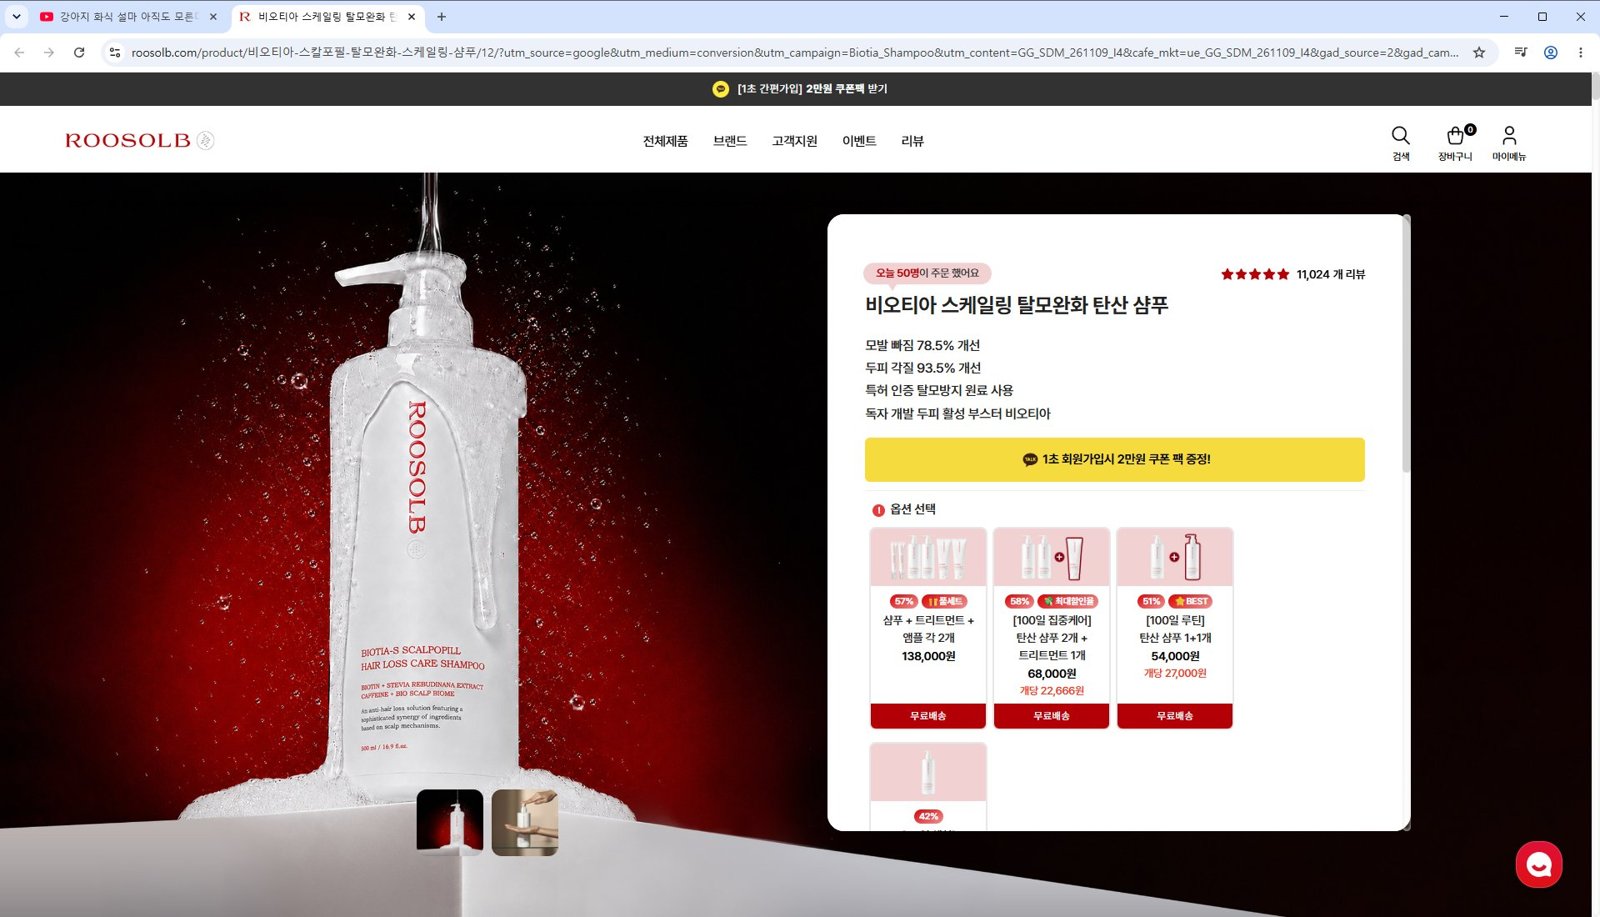 강아지 화식 설마 아직도 모른
비오티아 스케일링 탈모완화 탄
roosolb.com/product/비오티아-스칼포필-탈모완화-스케일링-샴푸/12/?utm_source=google&utm_medium=conversion&utm_campaign=Biotia_Shampoo&utm_content=GG_SDM_261109_I4&cafe_mkt=ue_GG_SDM_261109_I4&gad_source=2&gad_cam...
[1초 간편가입] 2만원 쿠폰팩 받기
ROOSOLB
전체제품 브랜드 고객지원 이벤트 리뷰
0
검색 장바구니 마이메뉴
오늘 50명이 주문 했어요
11,024 개 리뷰
비오티아 스케일링 탈모완화 탄산 샴푸
모발 빠짐 78.5% 개선
두피 각질 93.5% 개선
특허 인증 탈모방지 원료 사용
독자 개발 두피 활성 부스터 비오티아
TALK 1초 회원가입시 2만원 쿠폰 팩 증정!
옵션 선택
57% 풀세트
샴푸 + 트리트먼트 +
앰플 각 2개
138,000원
무료배송
58% 최대할인율
[100일 집중케어]
탄산 샴푸 2개 +
트리트먼트 1개
68,000원
개당 22,666원
무료배송
51% BEST
[100일 루틴]
탄산 샴푸 1+1개
54,000원
개당 27,000원
무료배송
42%
ROOSOLB
BIOTIA-S SCALPOPILL
HAIR LOSS CARE SHAMPOO
BIOTIN + STEVIA REBUDINANA EXTRACT
CAFFEINE + BIO SCALP BIOME
An anti-hair loss solution featuring a
sophisticated synergy of ingredients
based on scalp mechanisms.
500 ml / 16.9 fl.oz.